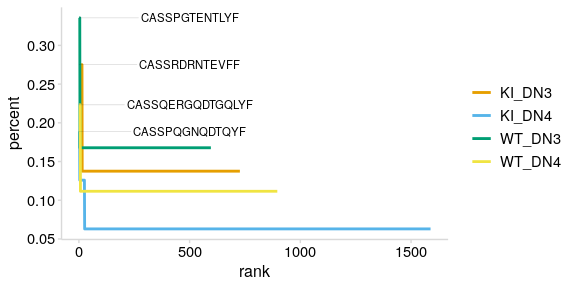 CASSPGTENTLYF
CASSRDRNTEVFF
CASSQERGQDTGQLYF
CASSPQGNQDTQYF
percent
0.30
0.25
0.20
0.15
0.10
0.05
0
500
1000
1500
rank
KI_DN3
KI_DN4
WT_DN3
WT_DN4